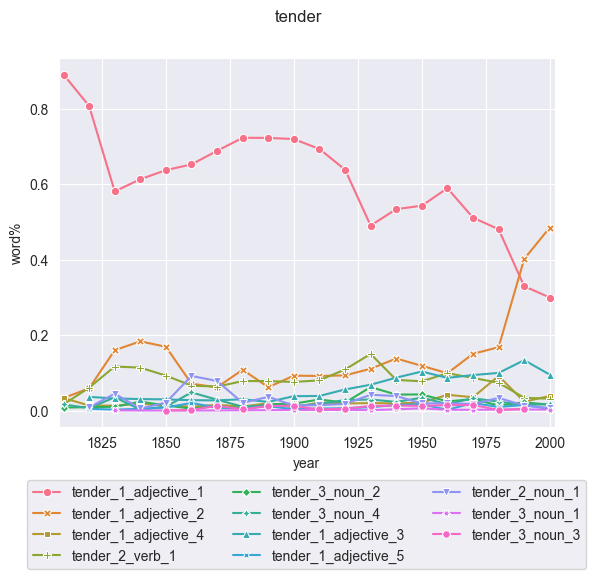 tender
word%
0.8
0.6
0.4
0.2
0.0
1825 1850 1875 1900 1925 1950 1975 2000
year
tender_1_adjective_1 tender_3_noun_2 tender_2_noun_1
tender_1_adjective_2 tender_3_noun_4 tender_3_noun_1
tender_1_adjective_4 tender_1_adjective_3 tender_3_noun_3
tender_2_verb_1 tender_1_adjective_5